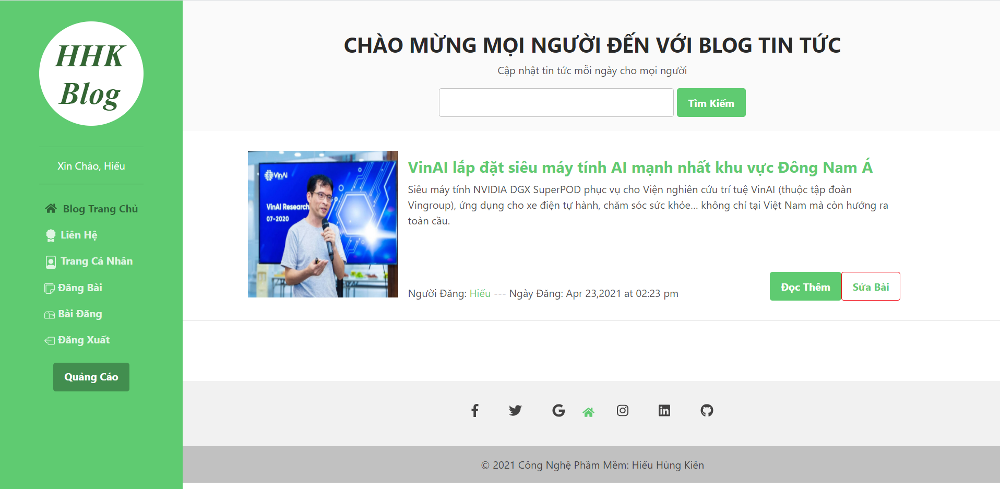 HHK
Blog
Xin Chào, Hiếu
Blog Trang Chủ
Liên Hệ
Trang Cá Nhân
Đăng Bài
Bài Đăng
Đăng Xuất
Quảng Cáo
CHÀO MỪNG MỌI NGƯỜI ĐẾN VỚI BLOG TIN TỨC
Cập nhật tin tức mỗi ngày cho mọi người
Tìm Kiếm
VinAI
VinAI Research
07-2020
VinAI lắp đặt siêu máy tính AI mạnh nhất khu vực Đông Nam Á
Siêu máy tính NVIDIA DGX SuperPOD phục vụ cho Viện nghiên cứu trí tuệ VinAI (thuộc tập đoàn
Vingroup), ứng dụng cho xe điện tự hành, chăm sóc sức khỏe... không chỉ tại Việt Nam mà còn hướng ra
toàn cầu.
Người Đăng: Hiếu --- Ngày Đăng: Apr 23,2021 at 02:23 pm
Đọc Thêm
Sửa Bài
© 2021 Công Nghệ Phầm Mềm: Hiếu Hùng Kiên